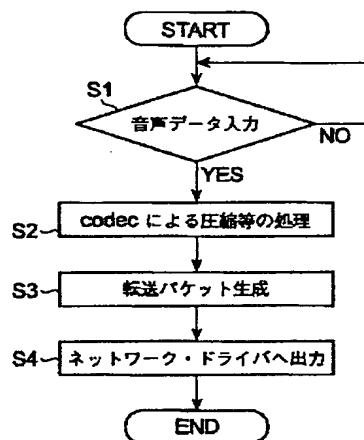 START
S1
音声データ入力
NO
YES
S2
codec による圧縮等の処理
S3
転送パケット生成
S4
ネットワーク・ドライバへ出力
END